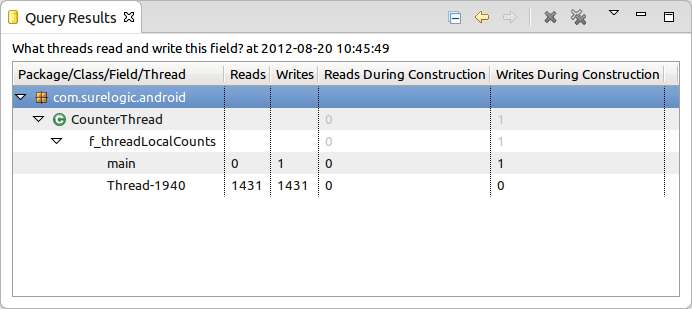 Query Results
What threads read and write this field? at 2012-08-20 10:45:49
Package/Class/Field/Thread Reads Writes Reads During Construction Writes During Construction
com.surelogic.android
CounterThread 0 1
f_threadLocalCounts 0 1
main 0 1 0 1
Thread-1940 1431 1431 0 0